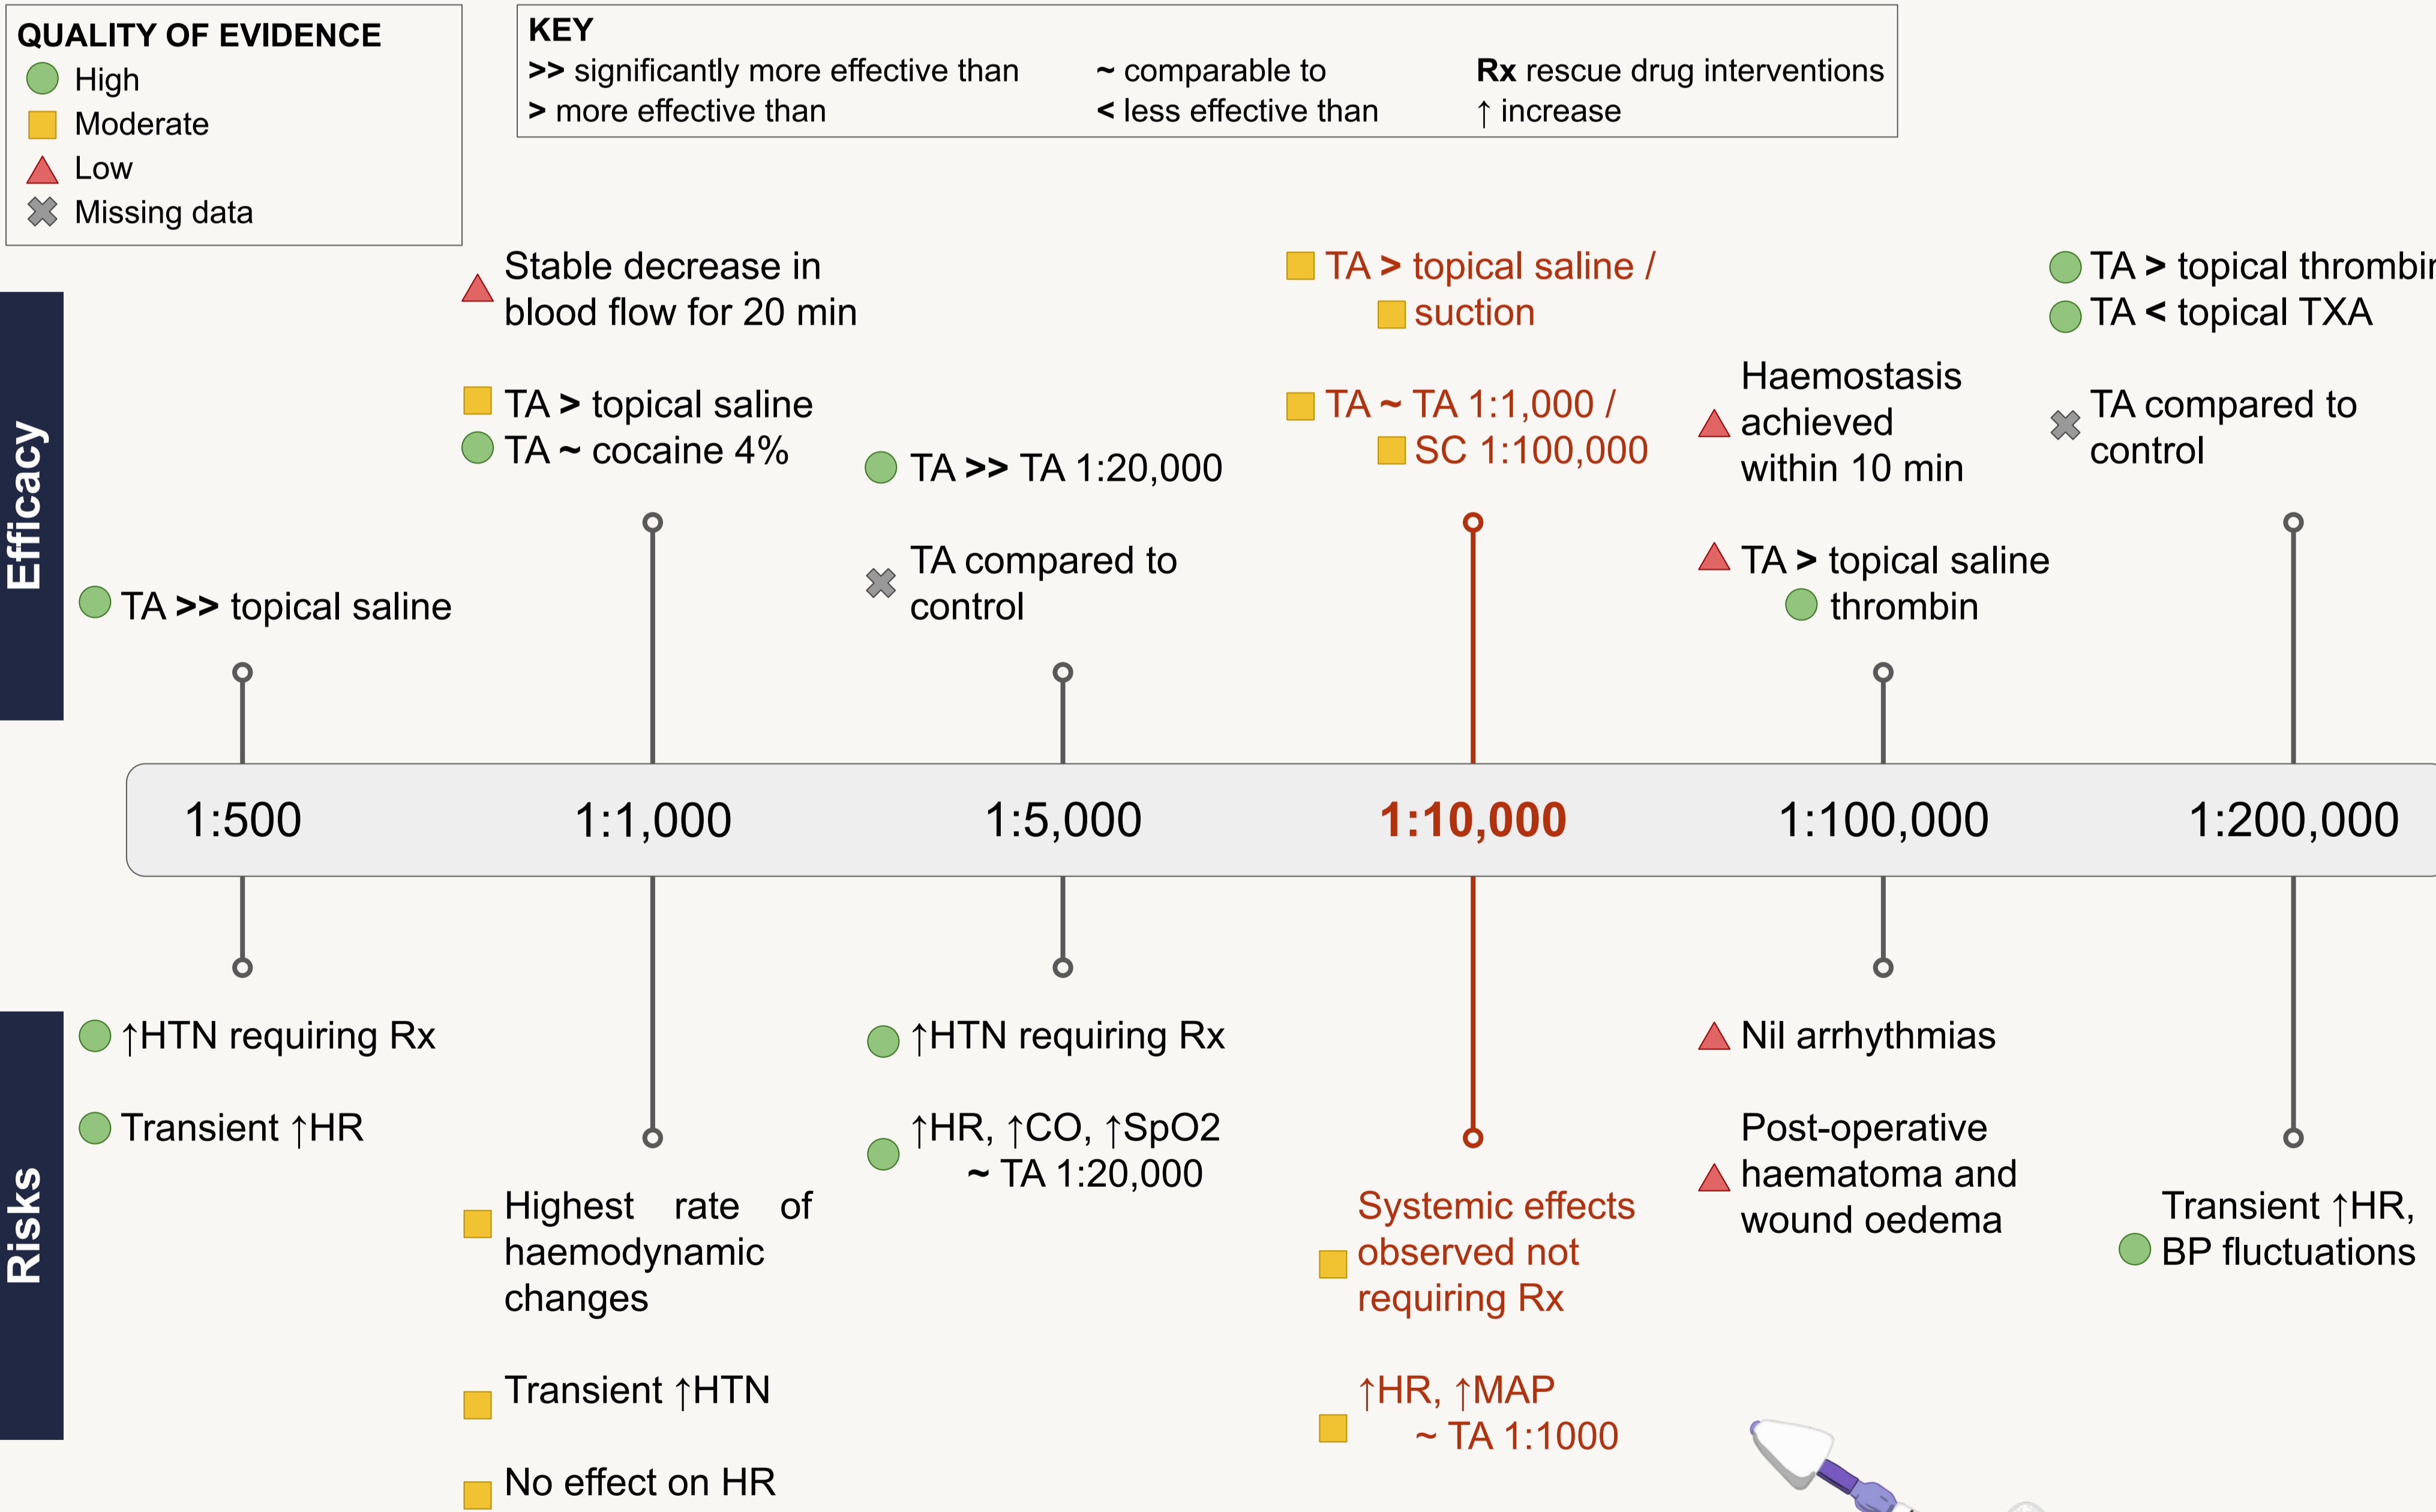 QUALITY OF EVIDENCE
High
Moderate
Low
Missing data
KEY
>> significantly more effective than
> more effective than
~ comparable to
< less effective than
Rx rescue drug interventions
↑ increase
Efficacy
TA >> topical saline
Stable decrease in
blood flow for 20 min
TA > topical saline
TA ~ cocaine 4%
TA >> TA 1:20,000
TA compared to
control
TA > topical saline /
suction
TA ~ TA 1:1,000 /
SC 1:100,000
Haemostasis
achieved
within 10 min
TA > topical saline
thrombin
TA > topical thrombin
TA < topical TXA
TA compared to
control
1:500
1:1,000
1:5,000
1:10,000
1:100,000
1:200,000
Risks
↑HTN requiring Rx
Transient ↑HR
Highest rate of
haemodynamic
changes
Transient ↑HTN
No effect on HR
↑HTN requiring Rx
↑HR, ↑CO, ↑SpO2
~ TA 1:20,000
Systemic effects
observed not
requiring Rx
↑HR, ↑MAP
~ TA 1:1000
Nil arrhythmias
Post-operative
haematoma and
wound oedema
Transient ↑HR,
BP fluctuations